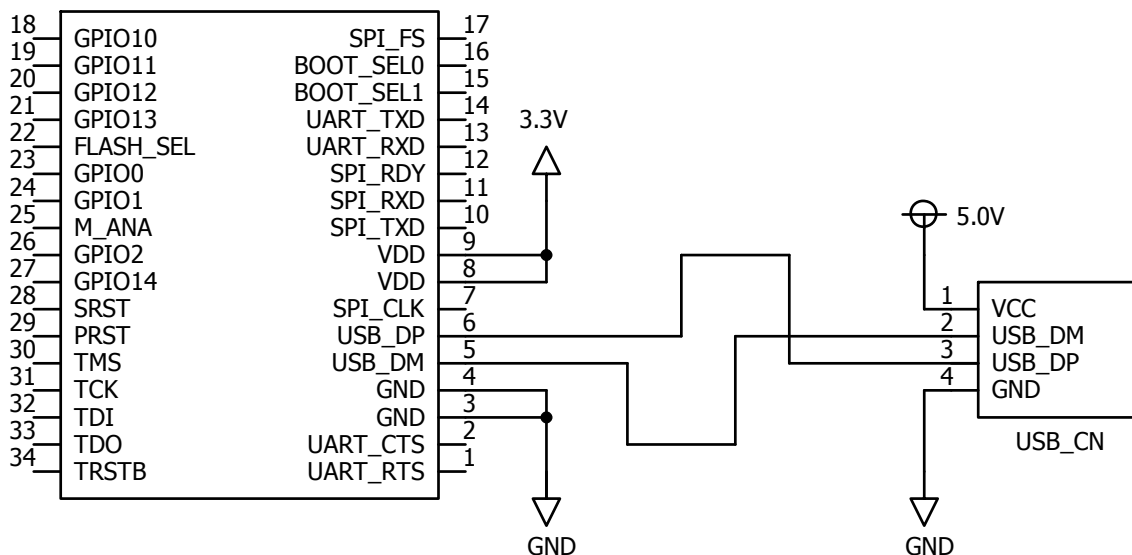 18 GPIO10 SPI_FS 17
19 GPIO11 BOOT_SEL0 16
20 GPIO12 BOOT_SEL1 15
21 GPIO13 UART_TXD 14
3.3V
22 FLASH_SEL UART_RXD 13
23 GPIO0 SPI_RDY 12
24 GPIO1 SPI_RXD 11
25 M_ANA SPI_TXD 10
5.0V
26 GPIO2 VDD 9
27 GPIO14 VDD 8
28 SRST SPI_CLK 7
1 VCC
29 PRST USB_DP 6
2 USB_DM
30 TMS USB_DM 5
3 USB_DP
31 TCK GND 4
4 GND
32 TDI GND 3
33 TDO UART_CTS 2
USB_CN
34 TRSTB UART_RTS 1
GND
GND